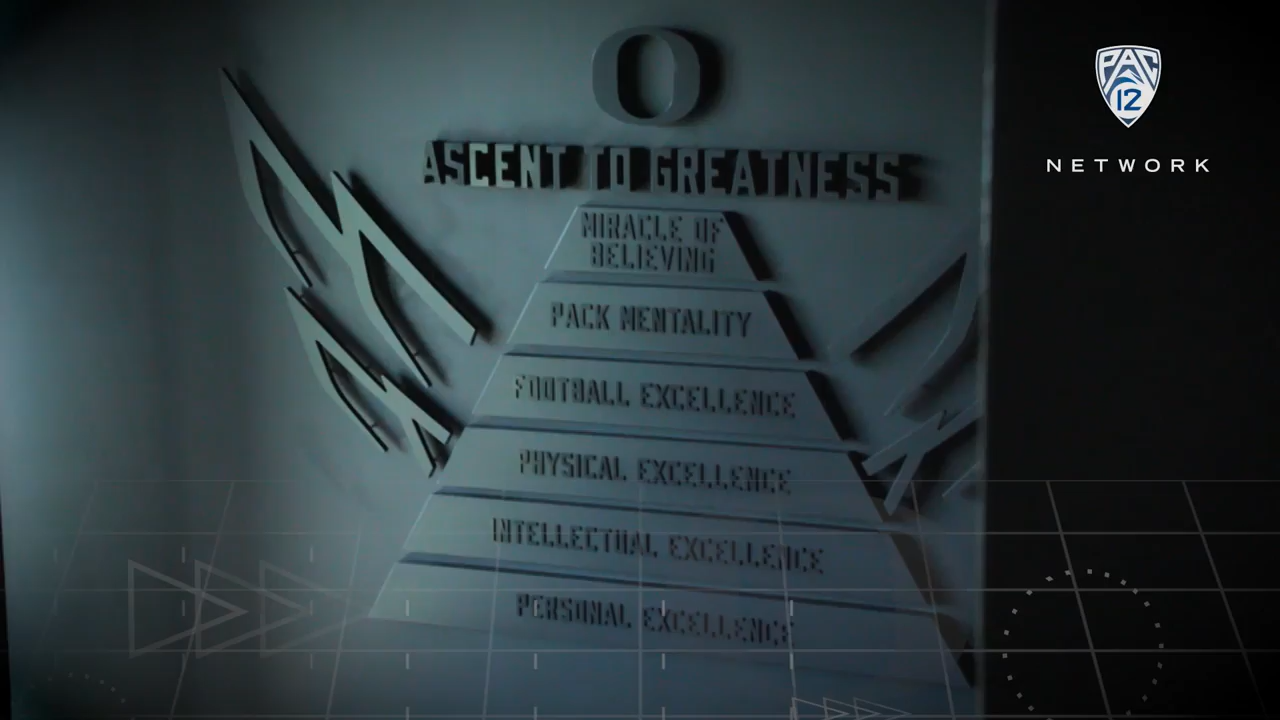 O
ASCENT TO GREATNESS
MIRACLE OF
BELIEVING
PACK MENTALITY
FOOTBALL EXCELLENCE
PHYSICAL EXCELLENCE
INTELLECTUAL EXCELLENCE
PERSONAL EXCELLENCE
PAC
12
NETWORK